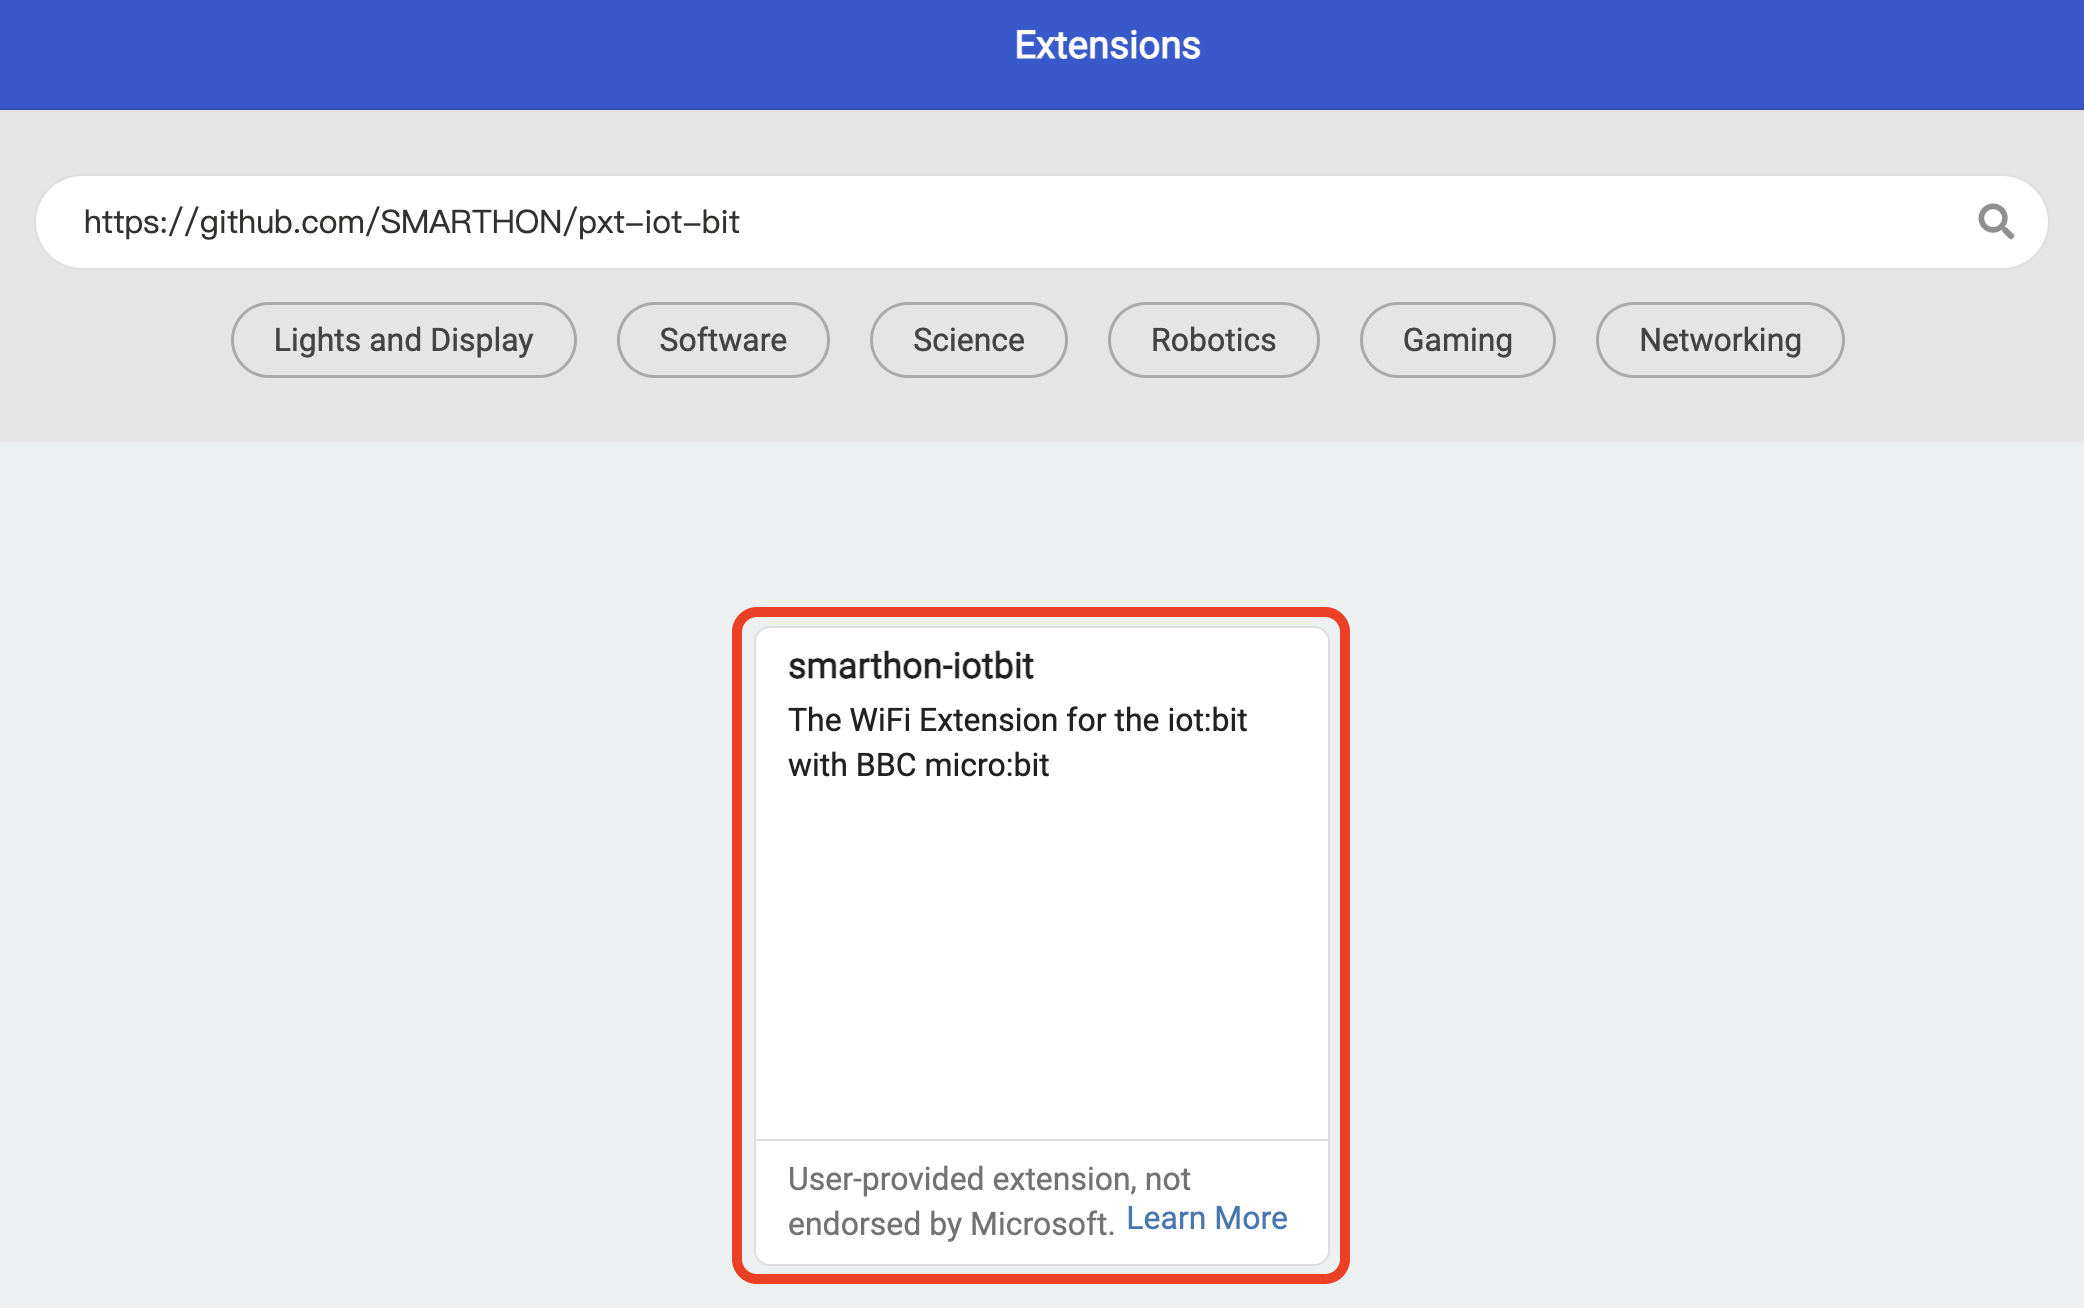 Extensions
https://github.com/SMARTHON/pxt-iot-bit
Lights and Display
Software
Science
Robotics
Gaming
Networking
smarthon-iotbit
The WiFi Extension for the iot:bit
with BBC micro:bit
User-provided extension, not
endorsed by Microsoft. Learn More